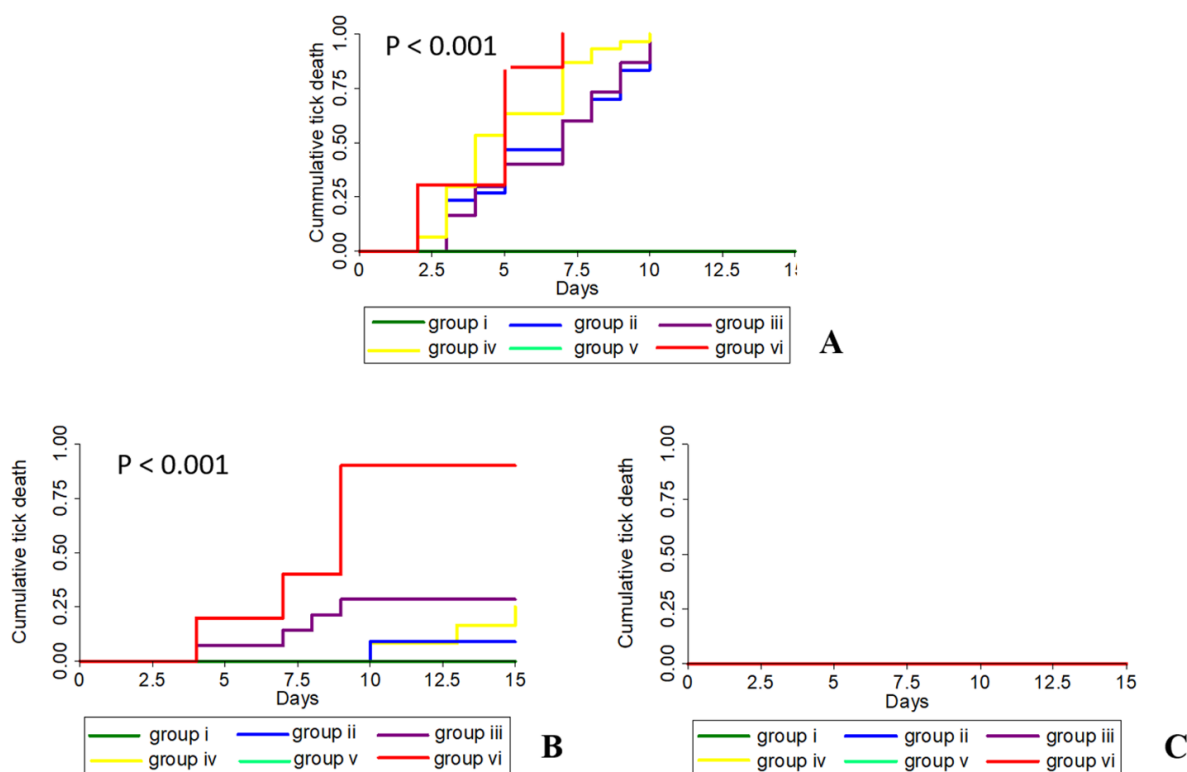 P < 0.001
Cummulative tick death
0.00 0.25 0.50 0.75 1.00
0 2.5 5 7.5 10 12.5 15
Days
group i group ii group iii
group iv group v group vi
A
P < 0.001
Cumulative tick death
0.00 0.25 0.50 0.75 1.00
0 2.5 5 7.5 10 12.5 15
Days
group i group ii group iii
group iv group v group vi
B
Cumulative tick death
0.00 0.25 0.50 0.75 1.00
0 2.5 5 7.5 10 12.5 15
Days
group i group ii group iii
group iv group v group vi
C